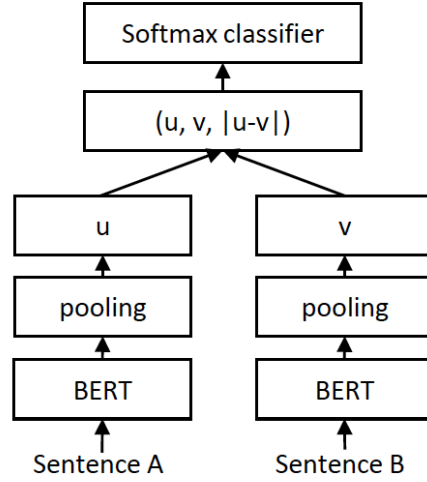 Softmax classifier
(u, v, |u-v|)
u
v
pooling
pooling
BERT
BERT
Sentence A
Sentence B